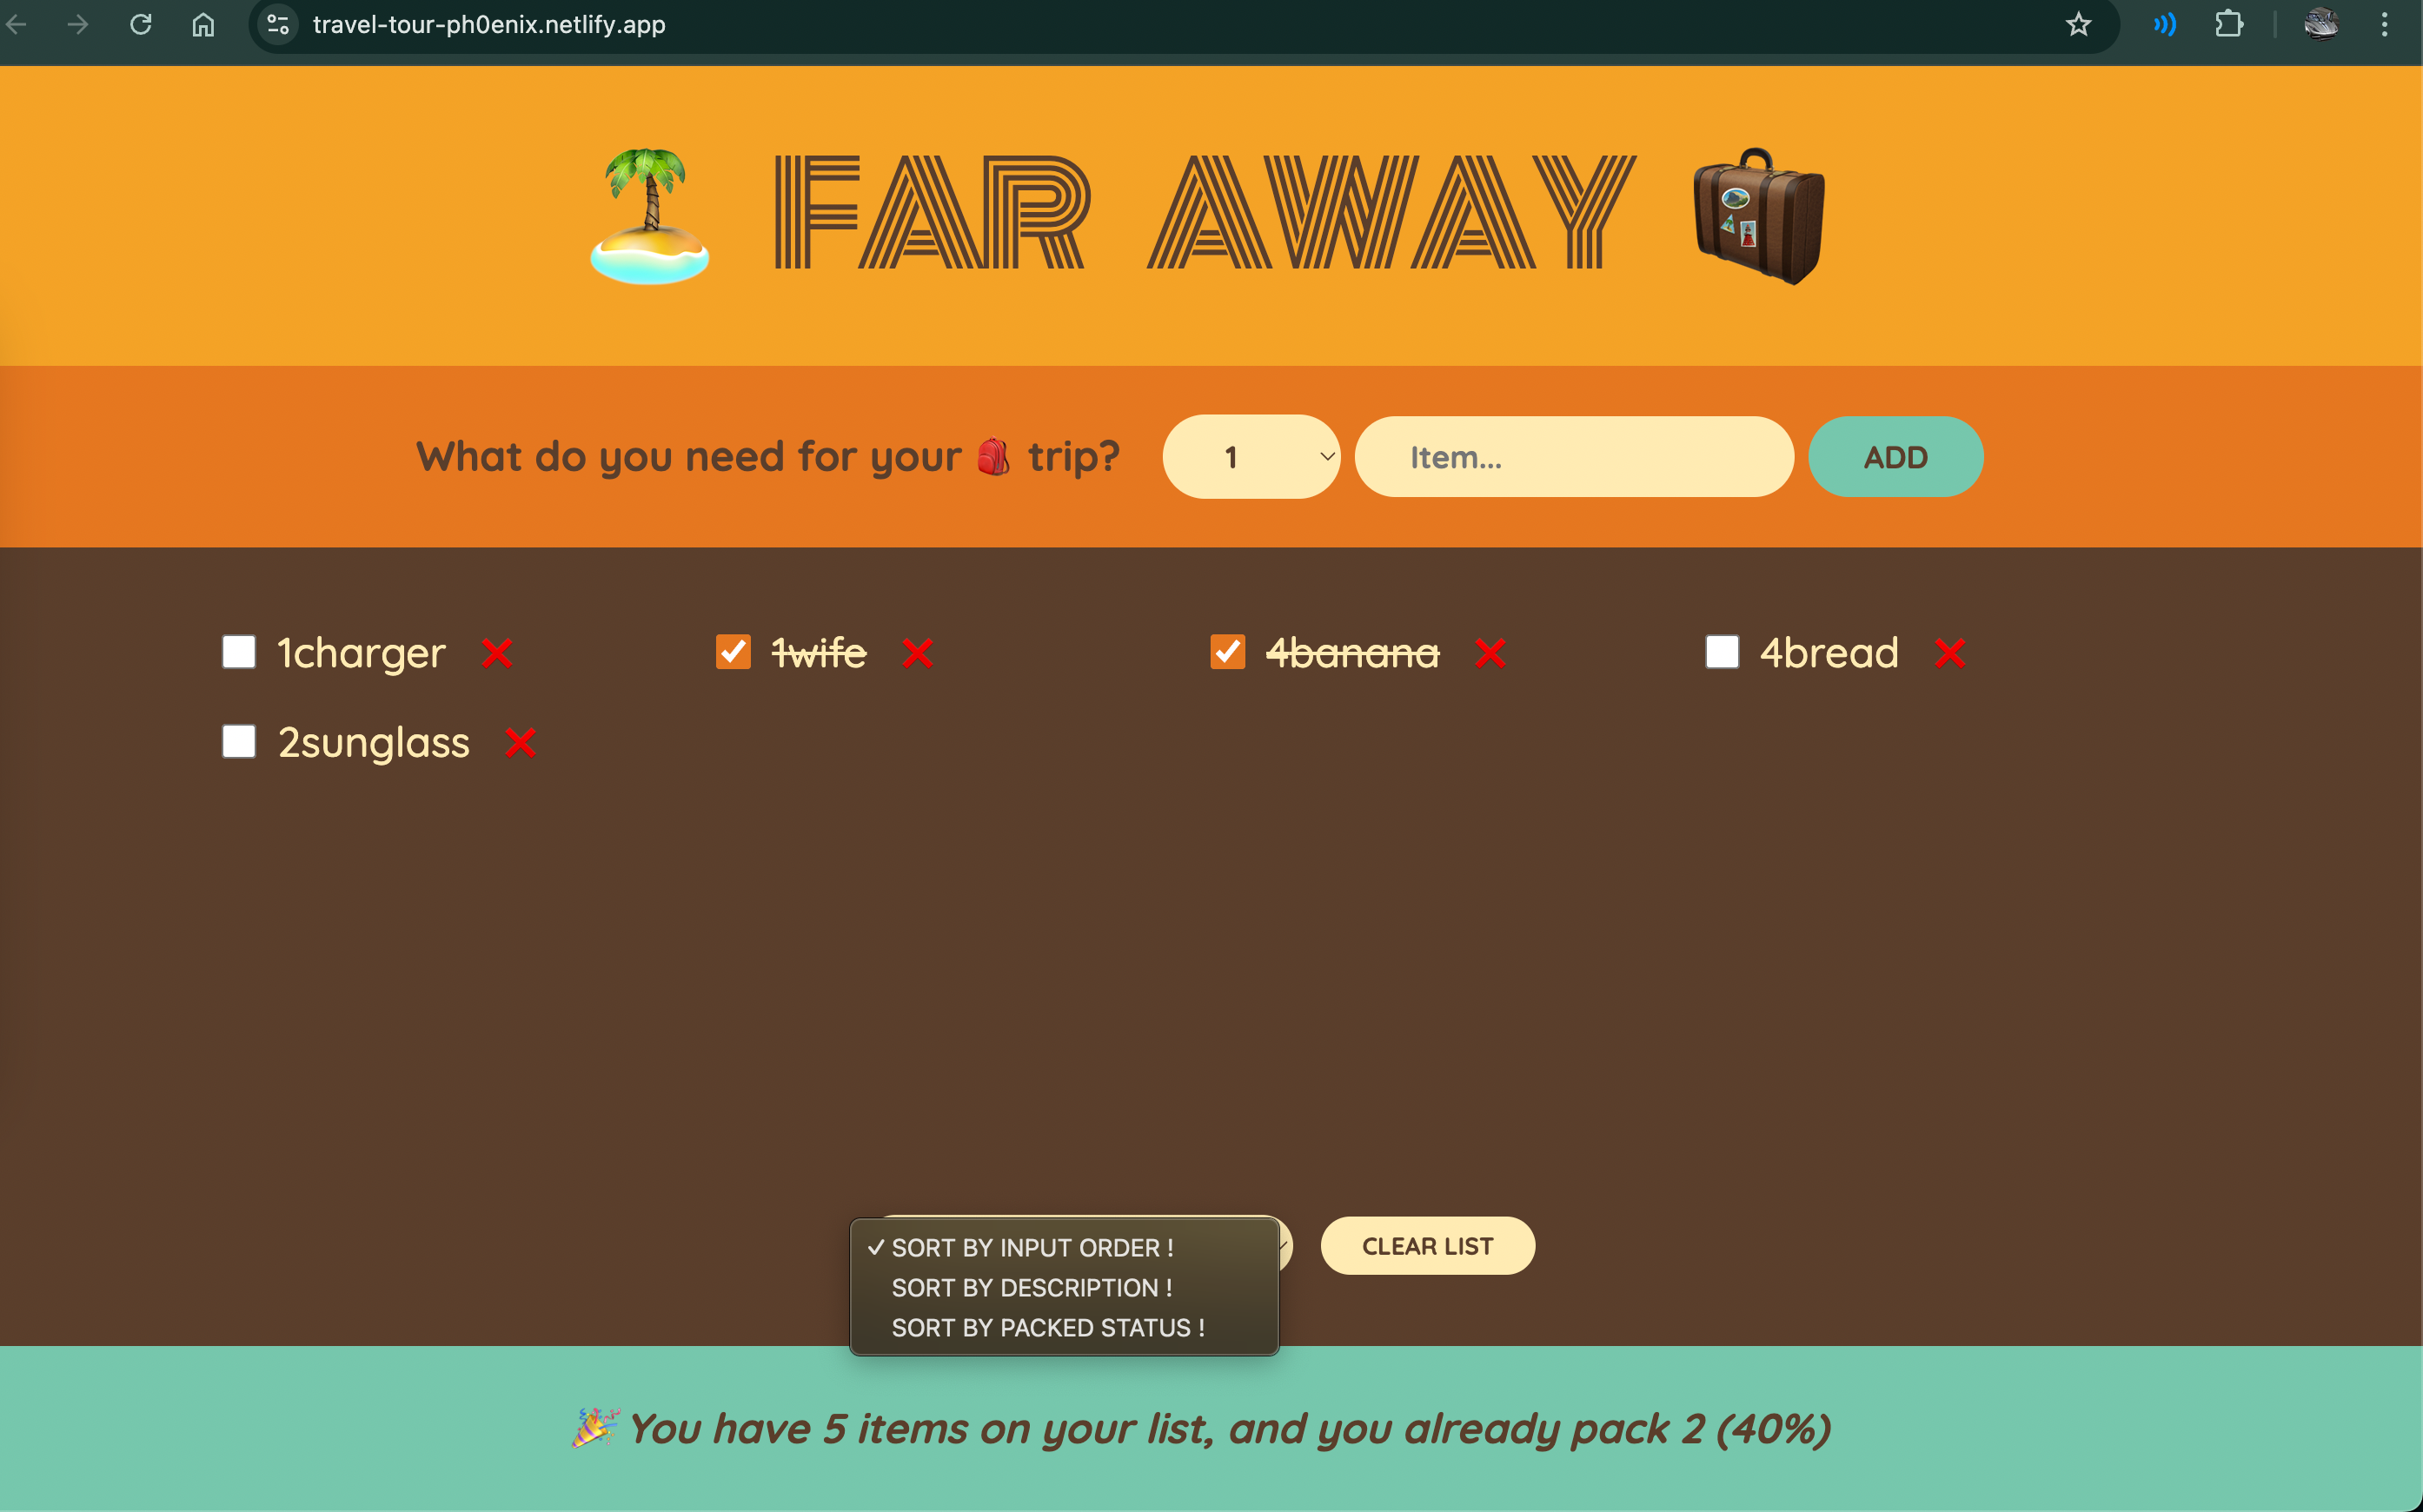 travel-tour-ph0enix.netlify.app
FAR AWAY
What do you need for your 🎒 trip? 1 Item... ADD
1charger ❌ 1wife ❌ 4banana ❌ 4bread ❌
2sunglass ❌
✓ SORT BY INPUT ORDER ! CLEAR LIST
SORT BY DESCRIPTION !
SORT BY PACKED STATUS !
🎉 You have 5 items on your list, and you already pack 2 (40%)